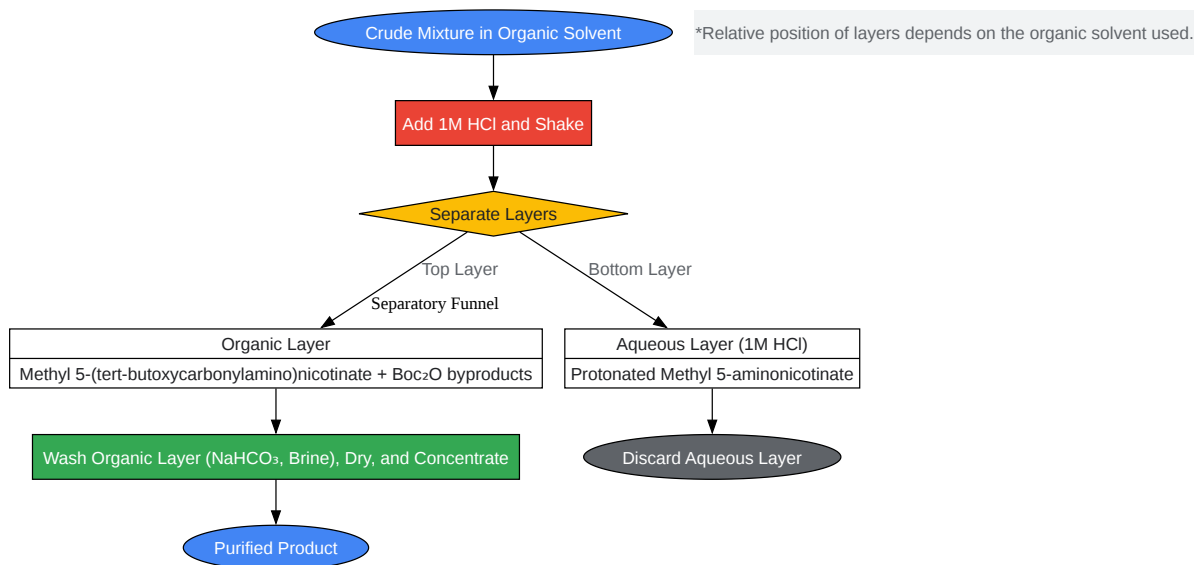 Crude Mixture in Organic Solvent
*Relative position of layers depends on the organic solvent used.
Add 1M HCl and Shake
Separate Layers
Top Layer
Bottom Layer
Separatory Funnel
Organic Layer
Methyl 5-(tert-butoxycarbonylamino)nicotinate + Boc₂O byproducts
Aqueous Layer (1M HCl)
Protonated Methyl 5-aminonicotinate
Wash Organic Layer (NaHCO₃, Brine), Dry, and Concentrate
Discard Aqueous Layer
Purified Product